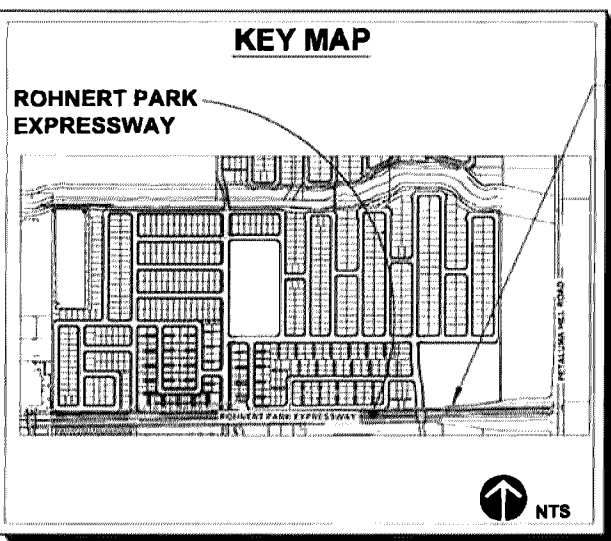 KEY MAP
ROHNERT PARK
EXPRESSWAY
PETALUMA HILL ROAD
ROHNERT PARK EXPRESSWAY
NTS